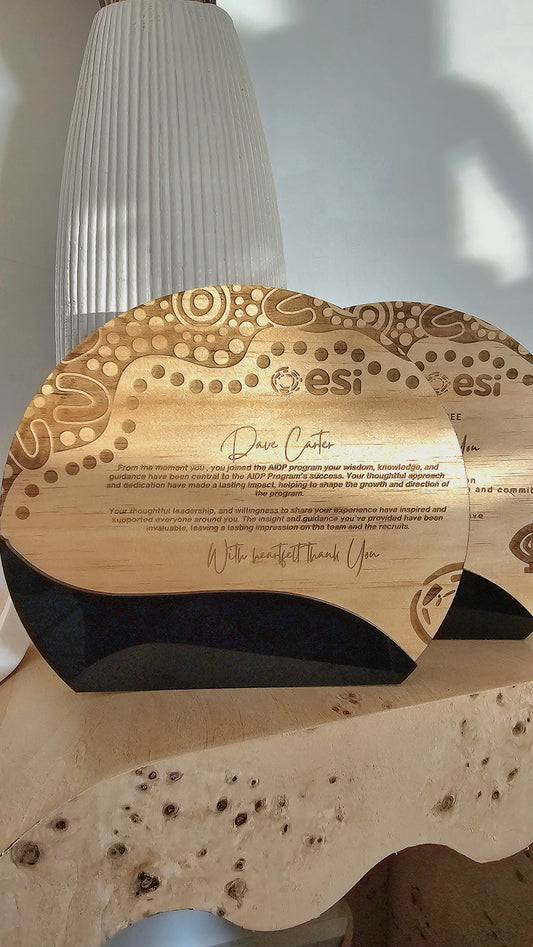 esi
Dave Carter
From the moment you , you joined the AIDP program your wisdom, knowledge, and
guidance have been central to the AIDP Program's success. Your thoughtful approach
and dedication have made a lasting impact, helping to shape the growth and direction of
the program.
Your thoughtful leadership, and willingness to share your experience have inspired and
supported everyone around you. The insight and guidance you've provided have been
invaluable, leaving a lasting impression on the team and the recruits.
With heartfelt thank You
esi
and commit